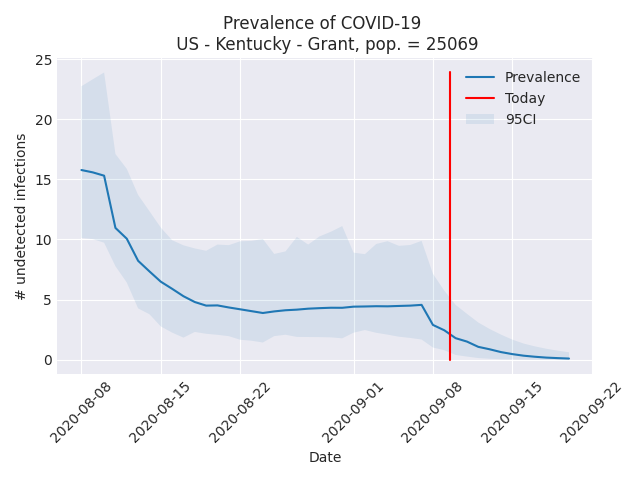 Prevalence of COVID-19
US - Kentucky - Grant, pop. = 25069
25
20
15
10
5
0
# undetected infections
Prevalence
Today
95CI
2020-08-08
2020-08-15
2020-08-22
2020-09-01
2020-09-08
2020-09-15
2020-09-22
Date